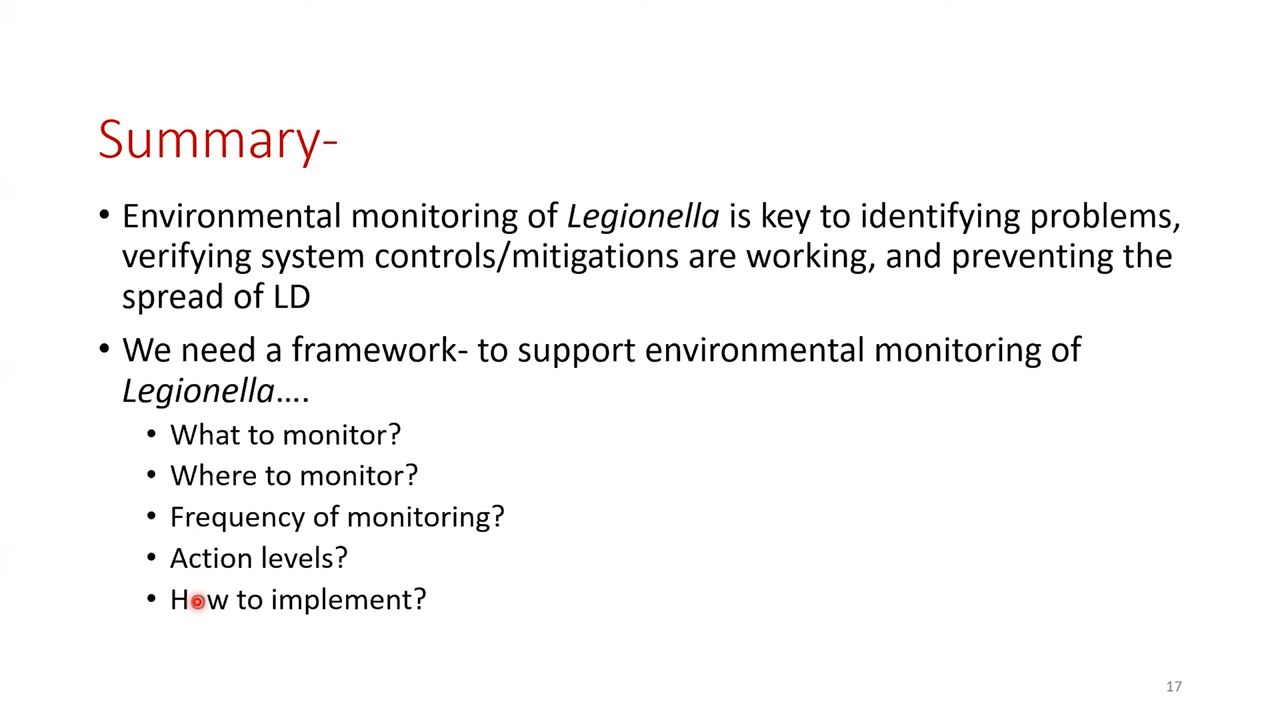 Summary-
• Environmental monitoring of Legionella is key to identifying problems,
verifying system controls/mitigations are working, and preventing the
spread of LD
• We need a framework- to support environmental monitoring of
Legionella….
• What to monitor?
• Where to monitor?
• Frequency of monitoring?
• Action levels?
• How to implement?
17